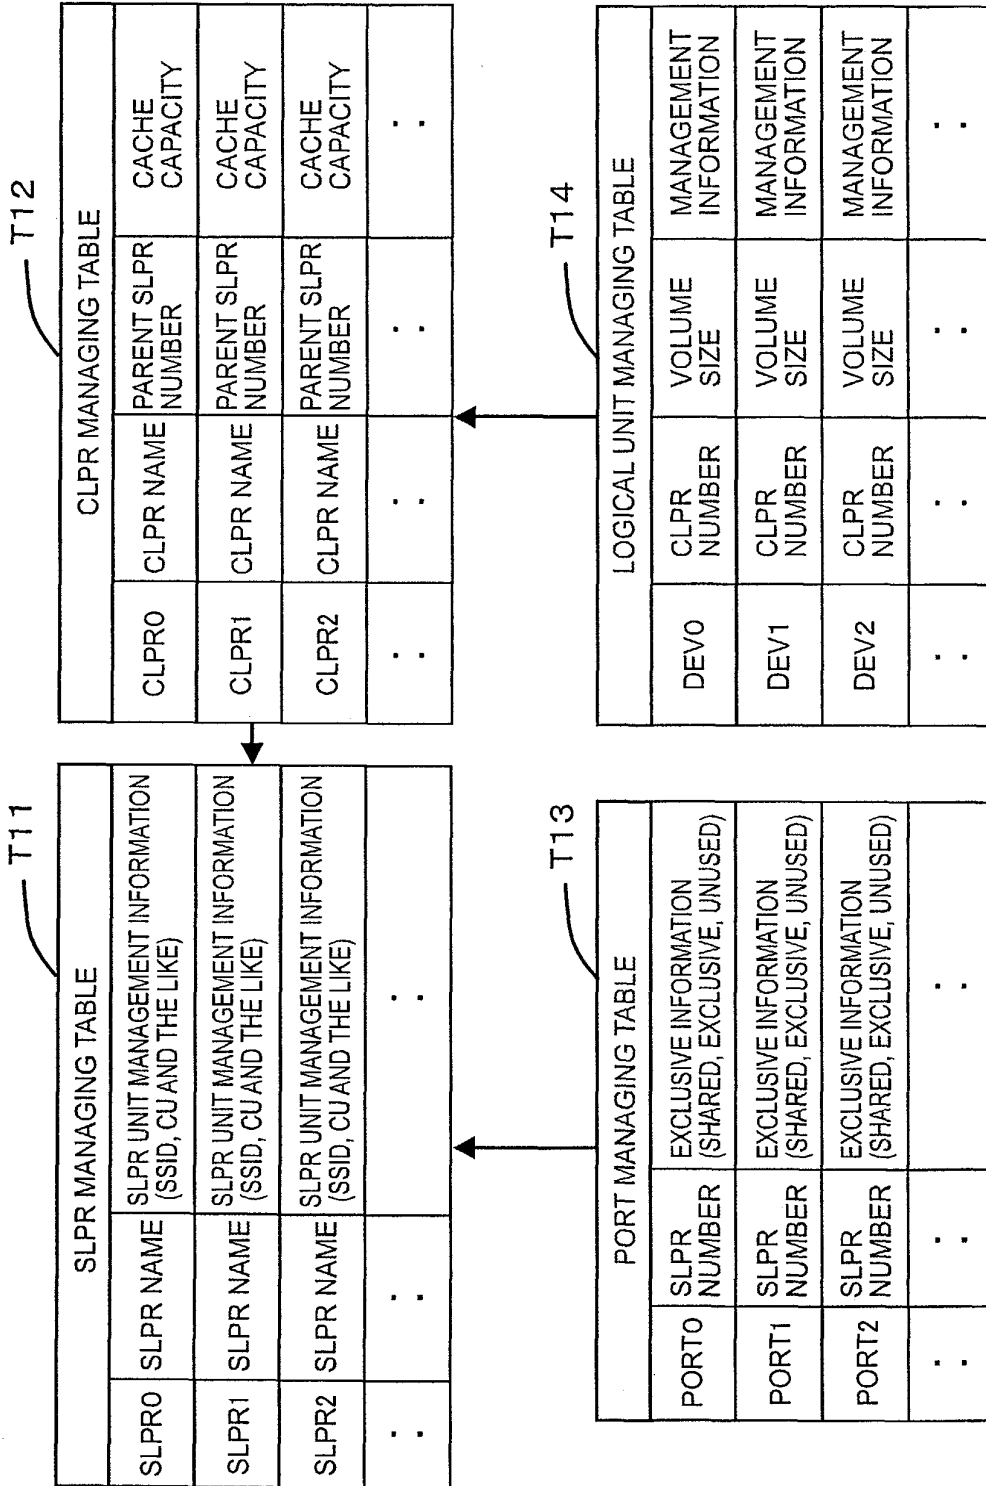 T11
SLPR MANAGING TABLE
SLPR0 SLPR NAME SLPR UNIT MANAGEMENT INFORMATION
(SSID, CU AND THE LIKE)
SLPR1 SLPR NAME SLPR UNIT MANAGEMENT INFORMATION
(SSID, CU AND THE LIKE)
SLPR2 SLPR NAME SLPR UNIT MANAGEMENT INFORMATION
(SSID, CU AND THE LIKE)
: : :
T12
CLPR MANAGING TABLE
CLPR0 CLPR NAME PARENT SLPR CACHE
NUMBER CAPACITY
CLPR1 CLPR NAME PARENT SLPR CACHE
NUMBER CAPACITY
CLPR2 CLPR NAME PARENT SLPR CACHE
NUMBER CAPACITY
: : : :
T13
PORT MANAGING TABLE
PORT0 SLPR EXCLUSIVE INFORMATION
NUMBER (SHARED, EXCLUSIVE, UNUSED)
PORT1 SLPR EXCLUSIVE INFORMATION
NUMBER (SHARED, EXCLUSIVE, UNUSED)
PORT2 SLPR EXCLUSIVE INFORMATION
NUMBER (SHARED, EXCLUSIVE, UNUSED)
: : :
T14
LOGICAL UNIT MANAGING TABLE
DEV0 CLPR VOLUME MANAGEMENT
NUMBER SIZE INFORMATION
DEV1 CLPR VOLUME MANAGEMENT
NUMBER SIZE INFORMATION
DEV2 CLPR VOLUME MANAGEMENT
NUMBER SIZE INFORMATION
: : : :